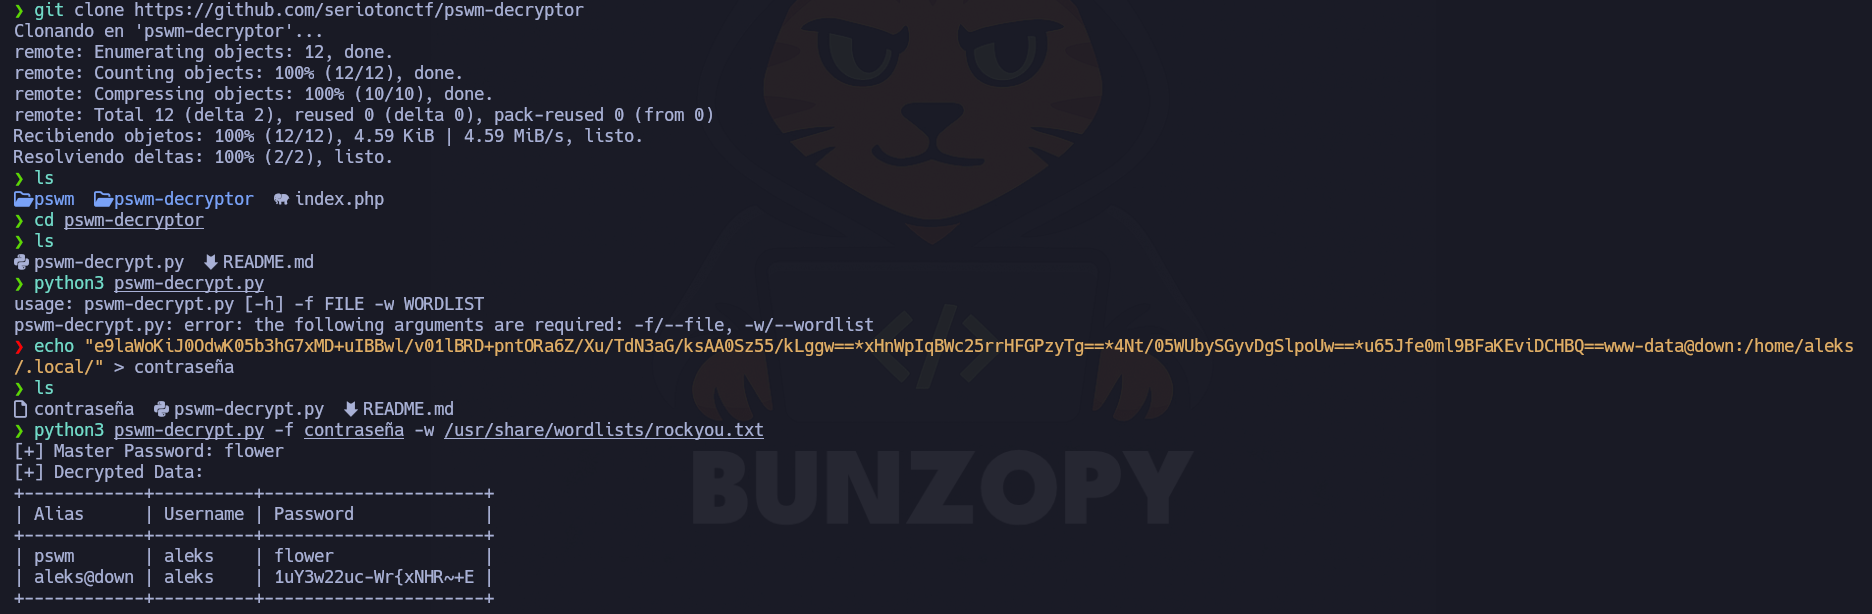 ❯ git clone https://github.com/seriotonctf/pswm-decryptor
Clonando en 'pswm-decryptor'...
remote: Enumerating objects: 12, done.
remote: Counting objects: 100% (12/12), done.
remote: Compressing objects: 100% (10/10), done.
remote: Total 12 (delta 2), reused 0 (delta 0), pack-reused 0 (from 0)
Recibiendo objetos: 100% (12/12), 4.59 KiB | 4.59 MiB/s, listo.
Resolviendo deltas: 100% (2/2), listo.
❯ ls
pswm  pswm-decryptor  index.php
❯ cd pswm-decryptor
❯ ls
pswm-decrypt.py  README.md
❯ python3 pswm-decrypt.py
usage: pswm-decrypt.py [-h] -f FILE -w WORDLIST
pswm-decrypt.py: error: the following arguments are required: -f/--file, -w/--wordlist
❯ echo "e9laWoKiJ0OdwK05b3hG7xMD+uIBBwl/v01lBRD+pntORa6Z/Xu/TdN3aG/ksAA0Sz55/kLggw==*xHnWpIqBWc25rrHFGPzyTg==*4Nt/05WUbySGyvDgSlpoUw==*u65Jfe0ml9BFaKEviDCHBQ==www-data@down:/home/aleks
/.local/" > contraseña
❯ ls
contraseña  pswm-decrypt.py  README.md
❯ python3 pswm-decrypt.py -f contraseña -w /usr/share/wordlists/rockyou.txt
[+] Master Password: flower
[+] Decrypted Data:
+------------+----------+----------------------+
| Alias      | Username | Password             |
+------------+----------+----------------------+
| pswm       | aleks    | flower               |
| aleks@down | aleks    | 1uY3w22uc-Wr{xNHR~+E |
+------------+----------+----------------------+
BUNZOPY